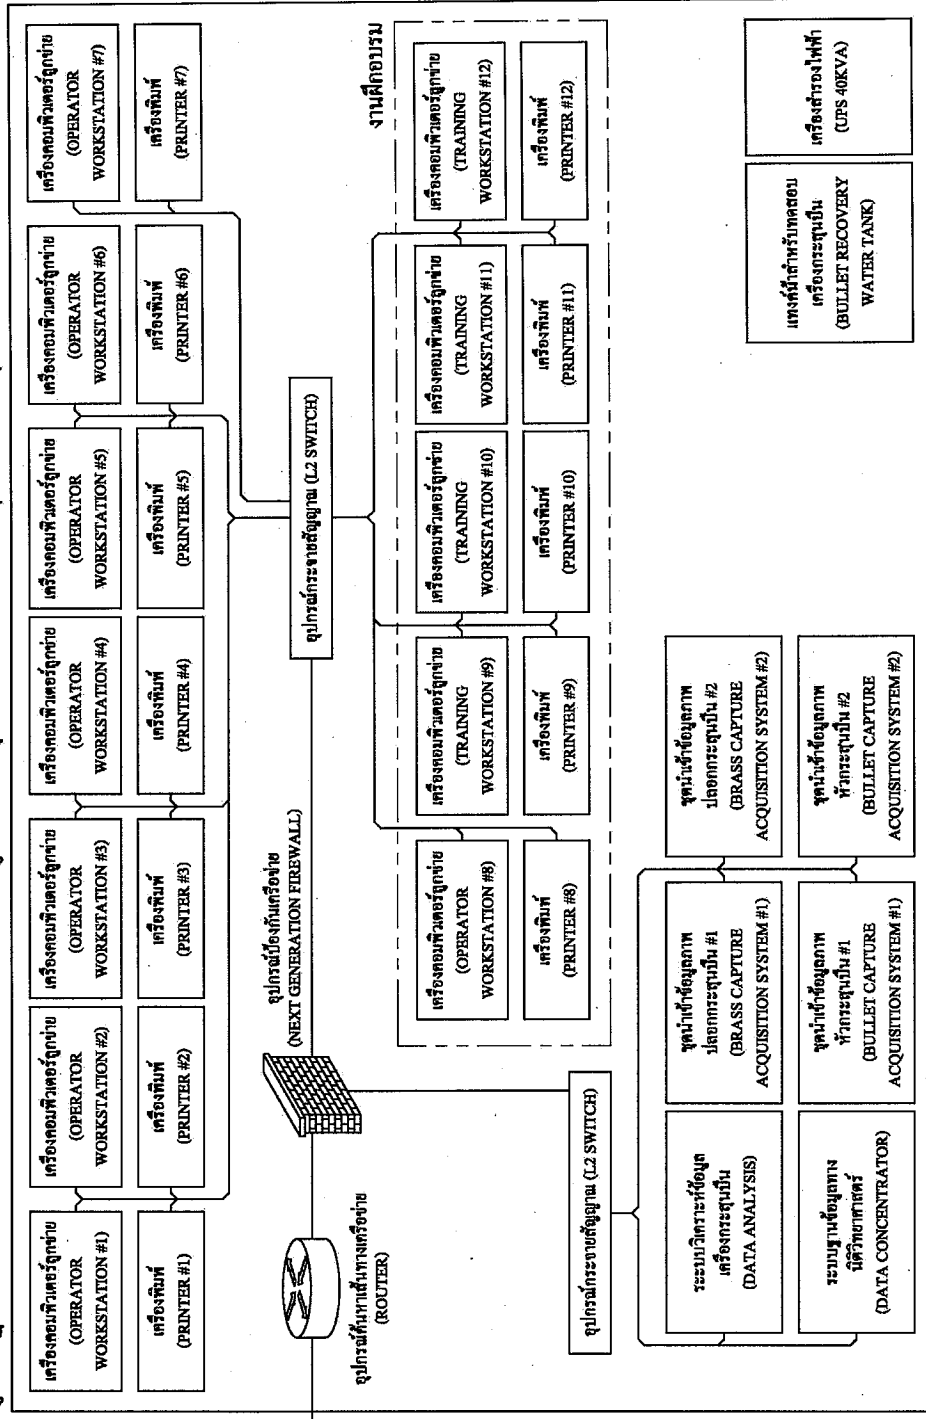 เครื่องคอมพิวเตอร์ลูกข่าย
(OPERATOR
WORKSTATION #1)
เครื่องคอมพิวเตอร์ลูกข่าย
(OPERATOR
WORKSTATION #2)
เครื่องคอมพิวเตอร์ลูกข่าย
(OPERATOR
WORKSTATION #3)
เครื่องคอมพิวเตอร์ลูกข่าย
(OPERATOR
WORKSTATION #4)
เครื่องคอมพิวเตอร์ลูกข่าย
(OPERATOR
WORKSTATION #5)
เครื่องคอมพิวเตอร์ลูกข่าย
(OPERATOR
WORKSTATION #6)
เครื่องคอมพิวเตอร์ลูกข่าย
(OPERATOR
WORKSTATION #7)
เครื่องพิมพ์
(PRINTER #1)
เครื่องพิมพ์
(PRINTER #2)
เครื่องพิมพ์
(PRINTER #3)
เครื่องพิมพ์
(PRINTER #4)
เครื่องพิมพ์
(PRINTER #5)
เครื่องพิมพ์
(PRINTER #6)
เครื่องพิมพ์
(PRINTER #7)
อุปกรณ์ค้นหาเส้นทางเครือข่าย
(ROUTER)
อุปกรณ์ป้องกันเครือข่าย
(NEXT GENERATION FIREWALL)
อุปกรณ์กระจายสัญญาณ (L2 SWITCH)
งานฝึกอบรม
เครื่องคอมพิวเตอร์ลูกข่าย
(OPERATOR
WORKSTATION #8)
เครื่องคอมพิวเตอร์ลูกข่าย
(TRAINING
WORKSTATION #9)
เครื่องคอมพิวเตอร์ลูกข่าย
(TRAINING
WORKSTATION #10)
เครื่องคอมพิวเตอร์ลูกข่าย
(TRAINING
WORKSTATION #11)
เครื่องคอมพิวเตอร์ลูกข่าย
(TRAINING
WORKSTATION #12)
เครื่องพิมพ์
(PRINTER #8)
เครื่องพิมพ์
(PRINTER #9)
เครื่องพิมพ์
(PRINTER #10)
เครื่องพิมพ์
(PRINTER #11)
เครื่องพิมพ์
(PRINTER #12)
อุปกรณ์กระจายสัญญาณ (L2 SWITCH)
ระะบบวิเคราะห์ข้อมูล
เครื่องกระสุนปืน
(DATA ANALYSIS)
ชุดนำเข้าข้อมูลภาพ
ปลอกกระสุนปืน #1
(BRASS CAPTURE
ACQUISITION SYSTEM #1)
ชุดนำเข้าข้อมูลภาพ
ปลอกกระสุนปืน #2
(BRASS CAPTURE
ACQUISITION SYSTEM #2)
ระบบฐานข้อมูลทาง
นิติวิทยาศาสตร์
(DATA CONCENTRATOR)
ชุดนำเข้าข้อมูลภาพ
หัวกระสุนปืน #1
(BULLET CAPTURE
ACQUISITION SYSTEM #1)
ชุดนำเข้าข้อมูลภาพ
หัวกระสุนปืน #2
(BULLET CAPTURE
ACQUISITION SYSTEM #2)
แทงค์น้ำสำหรับทดสอบ
เครื่องกระสุนปืน
(BULLET RECOVERY
WATER TANK)
เครื่องสำรองไฟฟ้า
(UPS 40KVA)